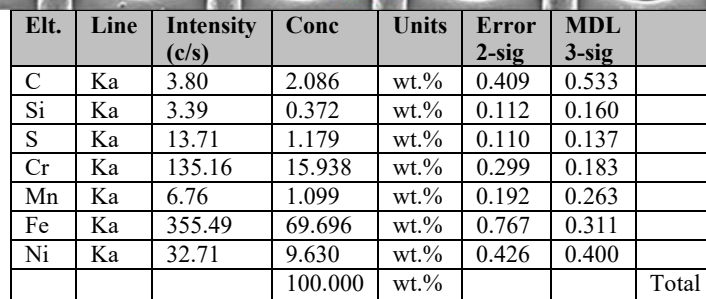 Elt. Line Intensity (c/s) Conc Units Error 2-sig MDL 3-sig
C Ka 3.80 2.086 wt.% 0.409 0.533
Si Ka 3.39 0.372 wt.% 0.112 0.160
S Ka 13.71 1.179 wt.% 0.110 0.137
Cr Ka 135.16 15.938 wt.% 0.299 0.183
Mn Ka 6.76 1.099 wt.% 0.192 0.263
Fe Ka 355.49 69.696 wt.% 0.767 0.311
Ni Ka 32.71 9.630 wt.% 0.426 0.400
100.000 wt.% Total